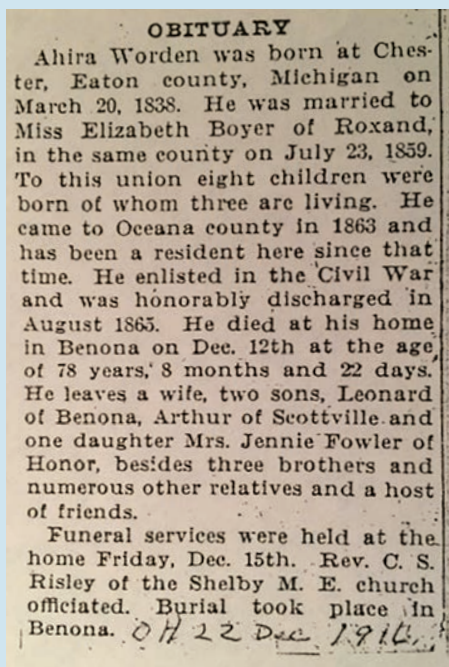 OBITUARY
Ahira Worden was born at Ches-
ter, Eaton county, Michigan on
March 20, 1838. He was married to
Miss Elizabeth Boyer of Roxand,
in the same county on July 23, 1859.
To this union eight children were
born of whom three are living. He
came to Oceana county in 1863 and
has been a resident here since that
time. He enlisted in the Civil War
and was honorably discharged in
August 1865. He died at his home
in Benona on Dec. 12th at the age
of 78 years, 8 months and 22 days.
He leaves a wife, two sons, Leonard
of Benona, Arthur of Scottville and
one daughter Mrs. Jennie Fowler of
Honor, besides three brothers and
numerous other relatives and a host
of friends.
Funeral services were held at the
home Friday, Dec. 15th. Rev. C. S.
Risley of the Shelby M. E. church
officiated. Burial took place in
Benona. OH 22 Dec